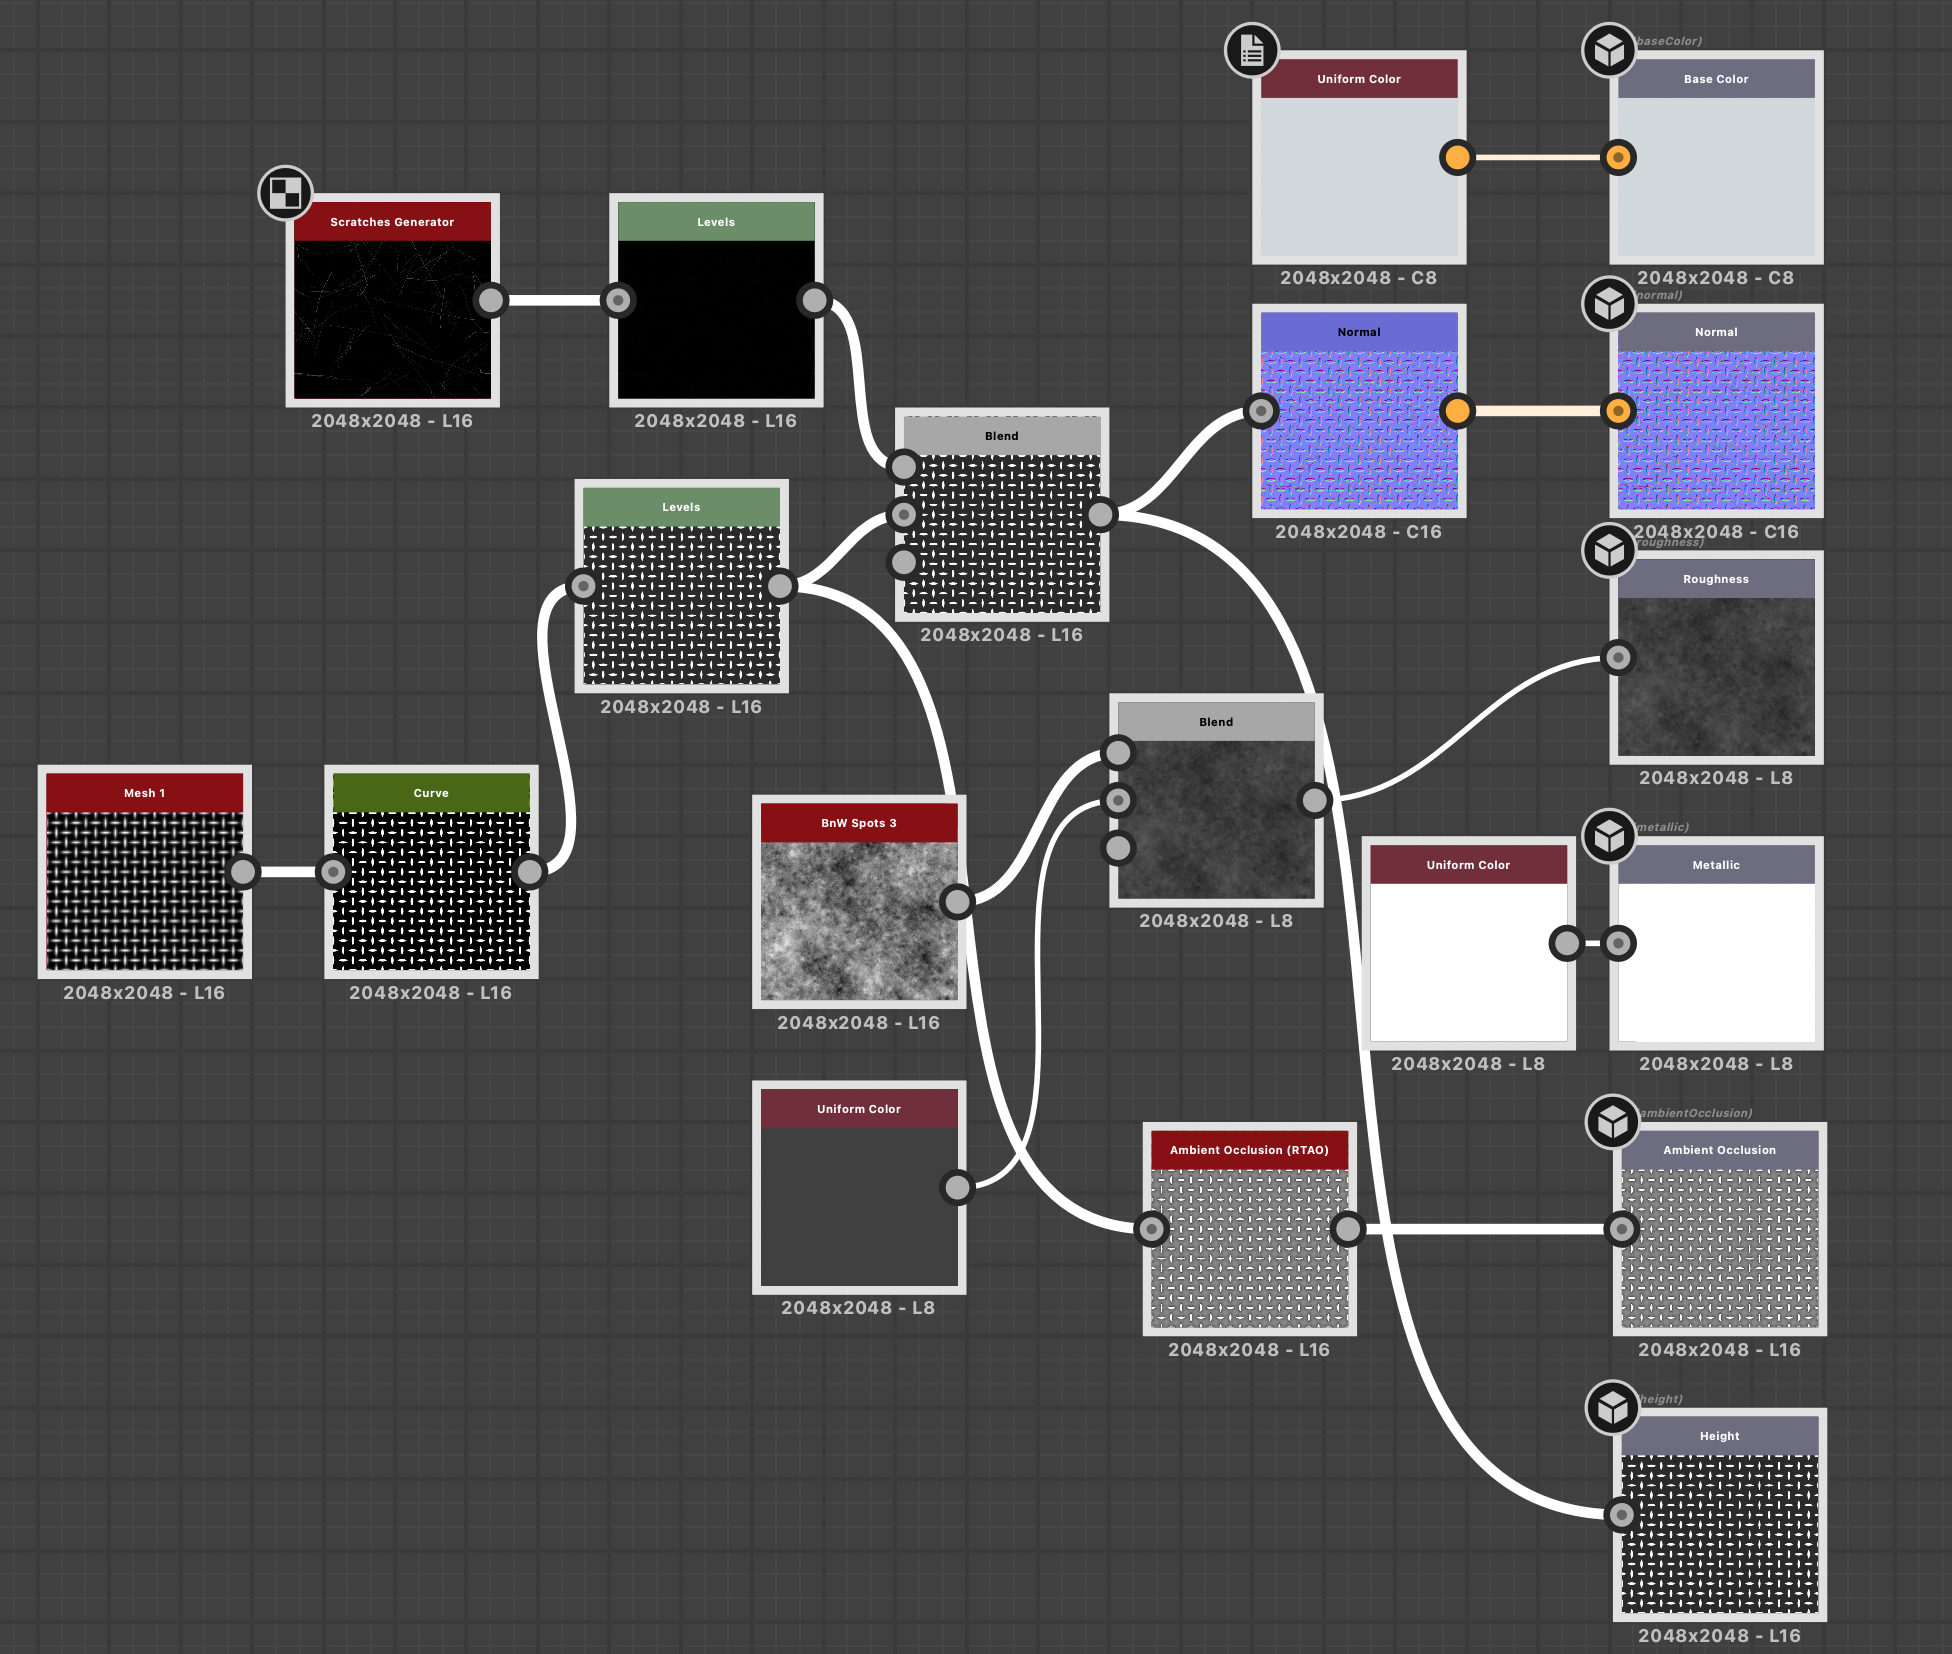 baseColor)
Uniform Color
Base Color
2048x2048 - C8
2048x2048 - C8
Scratches Generator
Levels
2048x2048 - L16
2048x2048 - L16
normal)
Normal
Normal
2048x2048 - C16
2048x2048 - C16
Blend
2048x2048 - L16
Levels
2048x2048 - L16
roughness)
Roughness
2048x2048 - L8
Blend
2048x2048 - L8
Mesh 1
Curve
2048x2048 - L16
2048x2048 - L16
BnW Spots 3
2048x2048 - L16
metallic)
Uniform Color
Metallic
2048x2048 - L8
2048x2048 - L8
Uniform Color
2048x2048 - L8
ambientOcclusion)
Ambient Occlusion (RTAO)
Ambient Occlusion
2048x2048 - L16
2048x2048 - L16
height)
Height
2048x2048 - L16